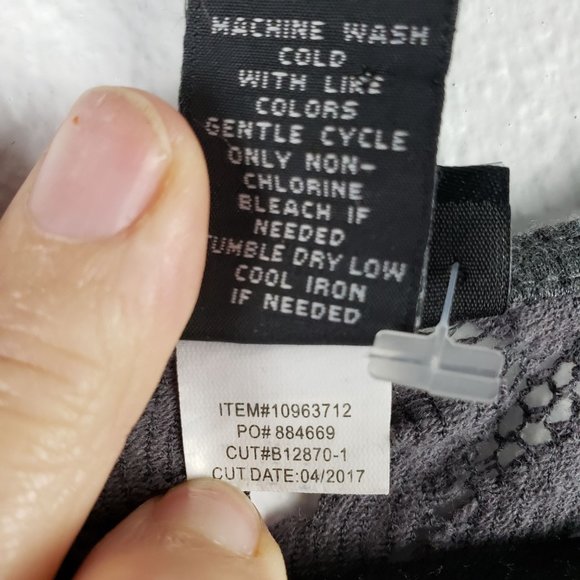 MACHINE WASH
COLD
WITH LIKE
COLORS
GENTLE CYCLE
ONLY NON-
CHLORINE
BLEACH IF
NEEDED
TUMBLE DRY LOW
COOL IRON
IF NEEDED
ITEM#10963712
PO# 884669
CUT#B12870-1
CUT DATE:04/2017